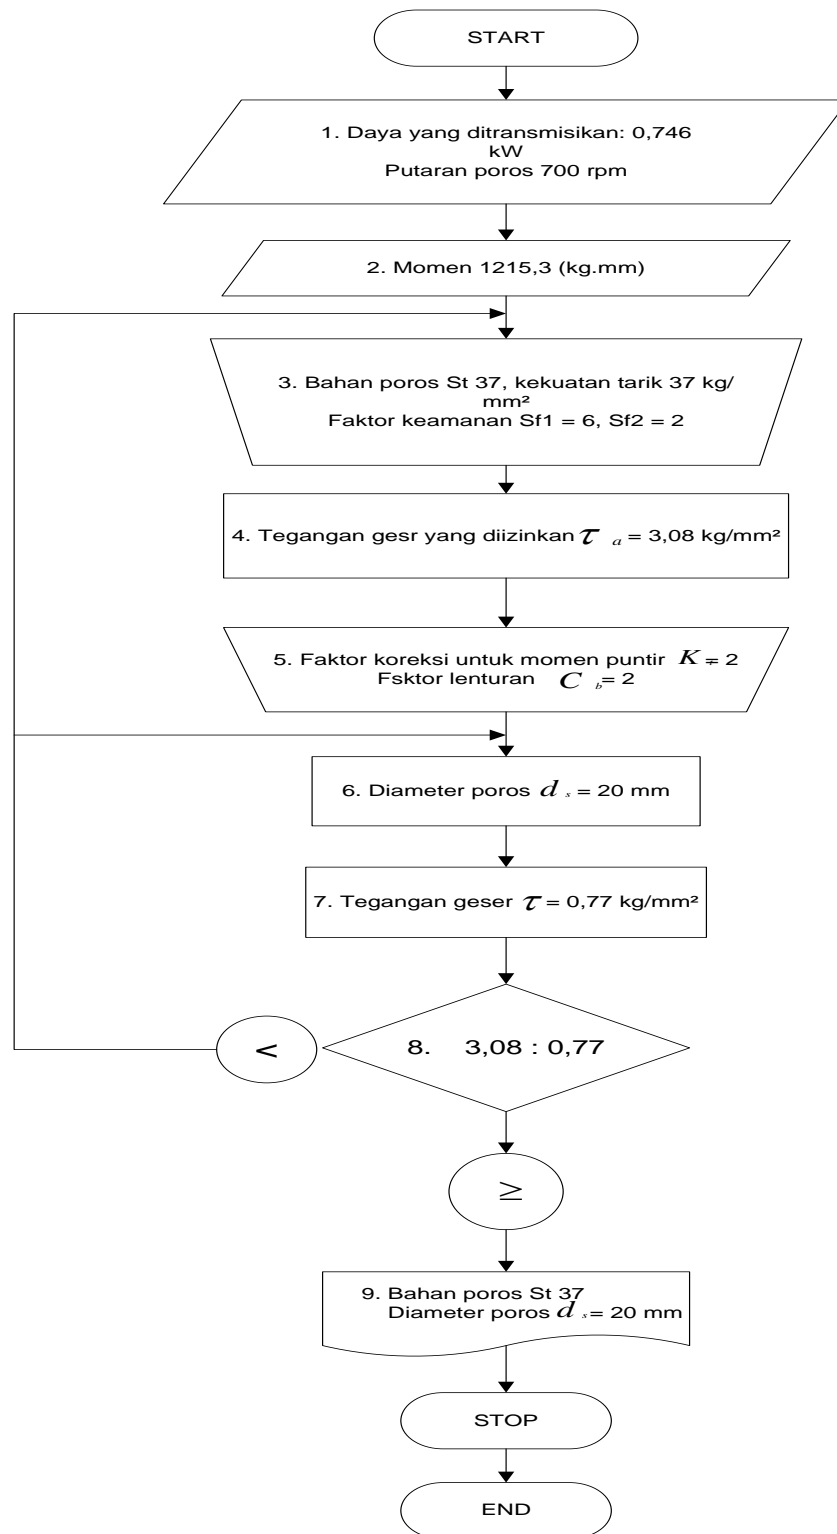 START
1. Daya yang ditransmisikan: 0,746
kW
Putaran poros 700 rpm
2. Momen 1215,3 (kg.mm)
3. Bahan poros St 37, kekuatan tarik 37 kg/
mm²
Faktor keamanan Sf1 = 6, Sf2 = 2
4. Tegangan gesr yang diizinkan τ a = 3,08 kg/mm²
5. Faktor koreksi untuk momen puntir K = 2
Fsktor lenturan C b = 2
6. Diameter poros d s = 20 mm
7. Tegangan geser τ = 0,77 kg/mm²
8. 3,08 : 0,77
<
≥
9. Bahan poros St 37
Diameter poros d s = 20 mm
STOP
END